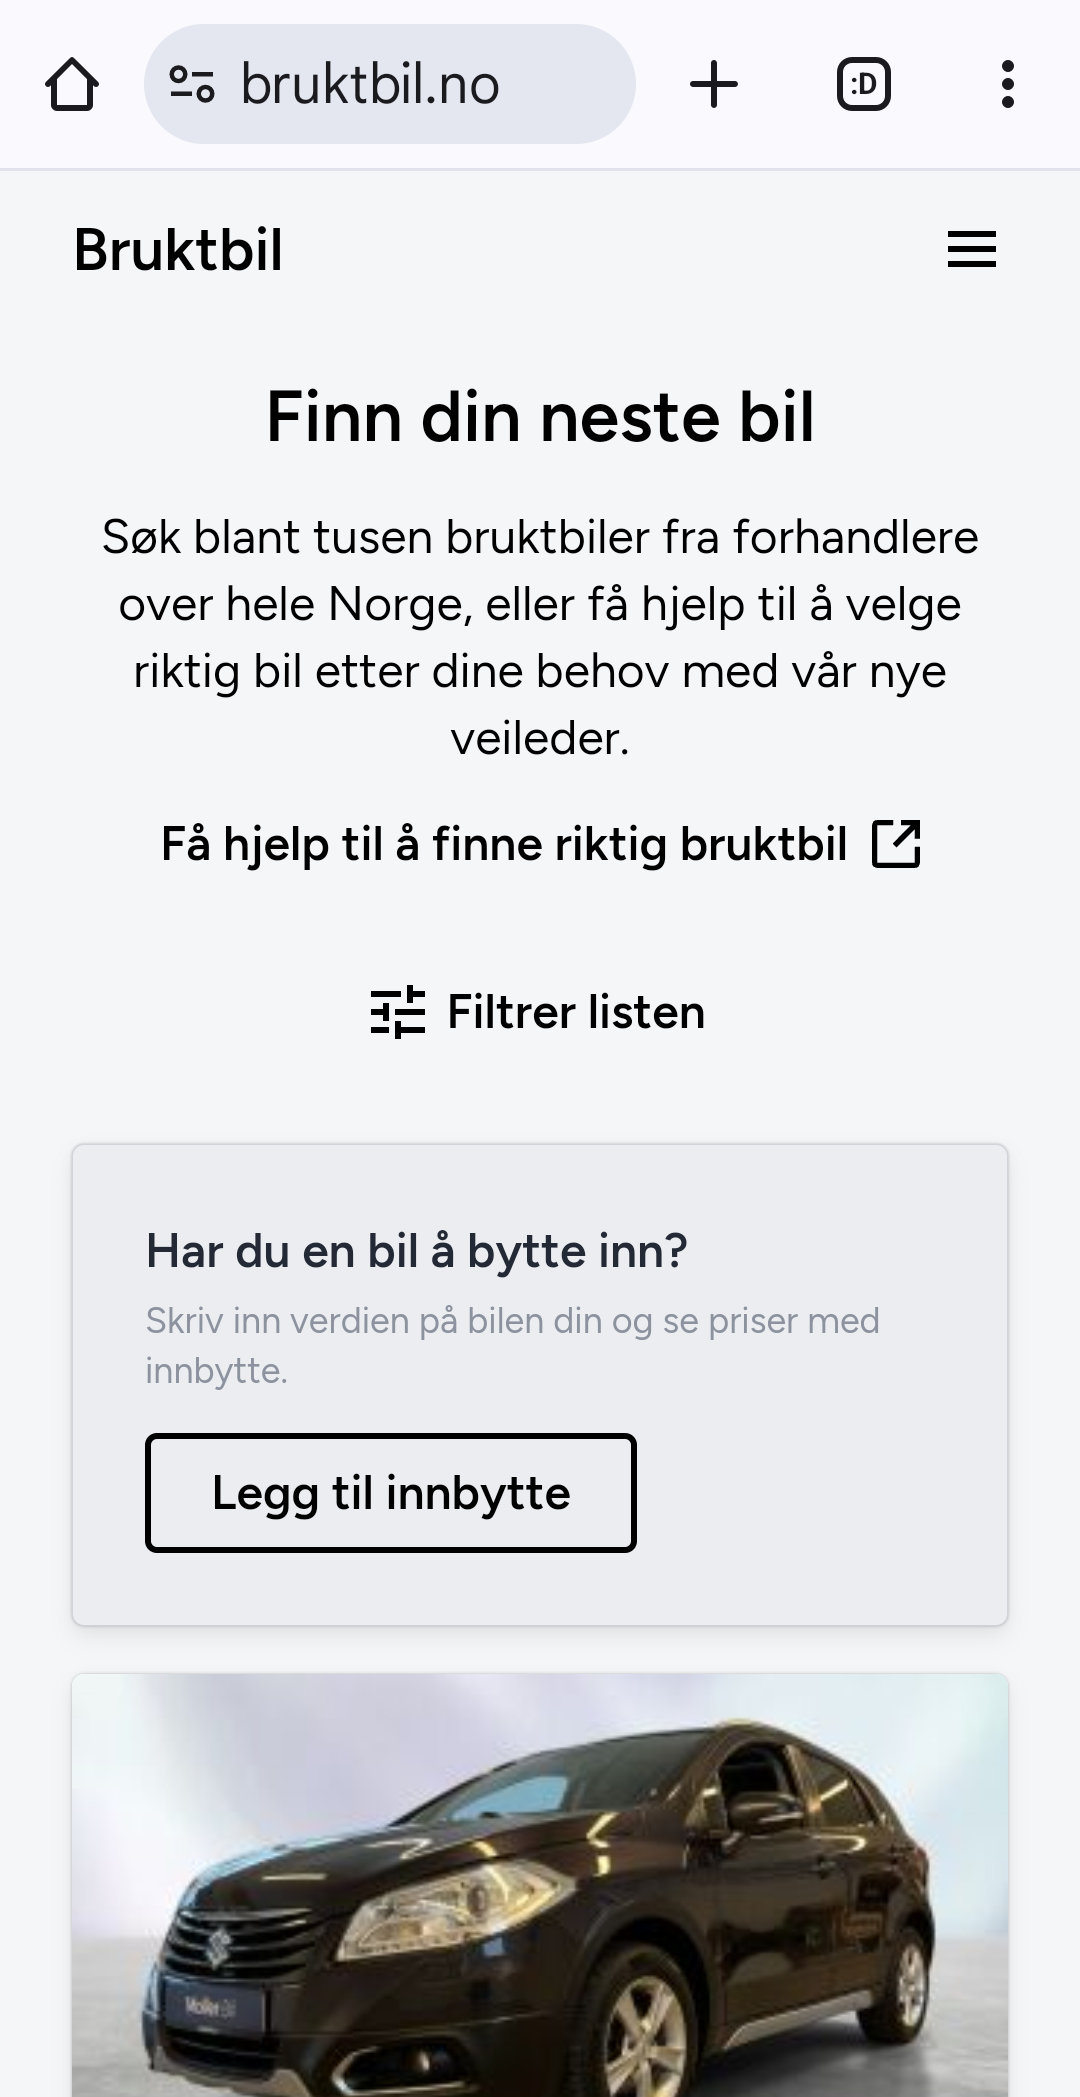 bruktbil.no
:D
Bruktbil
Finn din neste bil
Søk blant tusen bruktbiler fra forhandlere
over hele Norge, eller få hjelp til å velge
riktig bil etter dine behov med vår nye
veileder.
Få hjelp til å finne riktig bruktbil
Filtrer listen
Har du en bil å bytte inn?
Skriv inn verdien på bilen din og se priser med
innbytte.
Legg til innbytte
Møller Bil